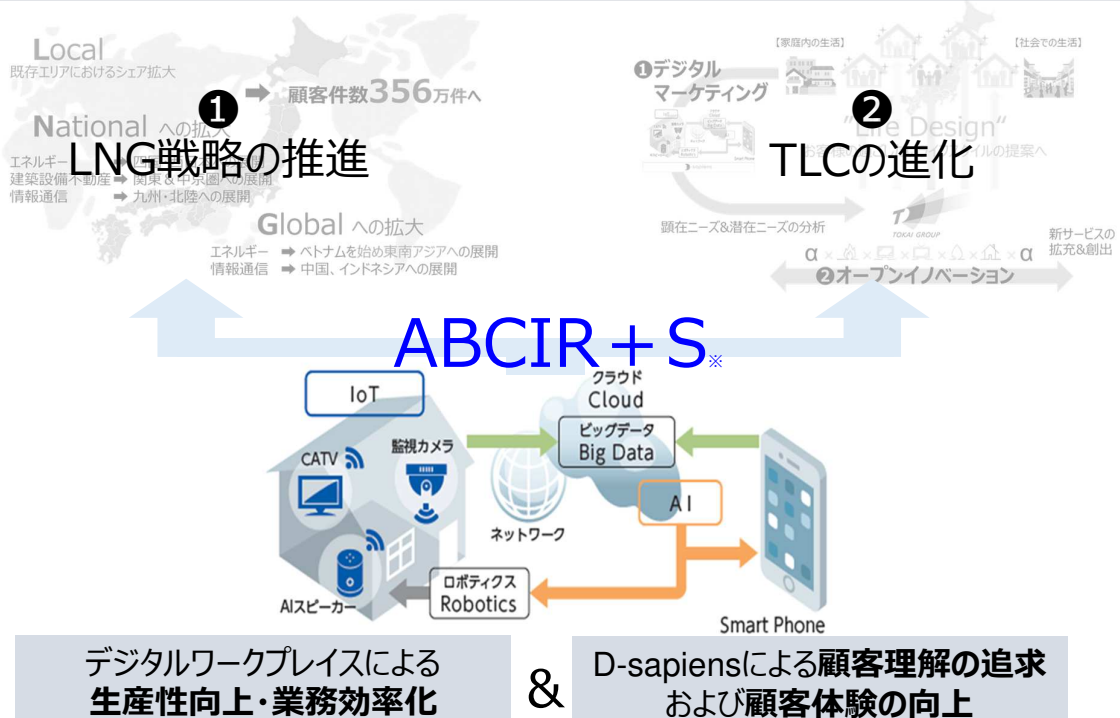 Local
既存エリアにおけるシェア拡大
➡ 顧客件数356万件へ
National への拡大
❶
LNG戦略の推進
エネルギー
建築設備不動産 ➡ 関東&中京圏への展開
情報通信 ➡ 九州・北陸への展開
Global への拡大
エネルギー ➡ ベトナムを始め東南アジアへの展開
情報通信 ➡ 中国、インドネシアへの展開
【家庭内の生活】
【社会での生活】
❶デジタル
マーケティング
❷
"Life Design"
TLCの進化
顕在ニーズ&潜在ニーズの分析
TOKAI GROUP
新サービスの
拡充&創出
α × × × × × × α
❷オープンイノベーション
ABCIR+S※
IoT
クラウド
Cloud
ビッグデータ
Big Data
CATV
監視カメラ
AI
ネットワーク
ロボティクス
Robotics
AIスピーカー
Smart Phone
デジタルワークプレイスによる
生産性向上・業務効率化
&
D-sapiensによる顧客理解の追求
および顧客体験の向上